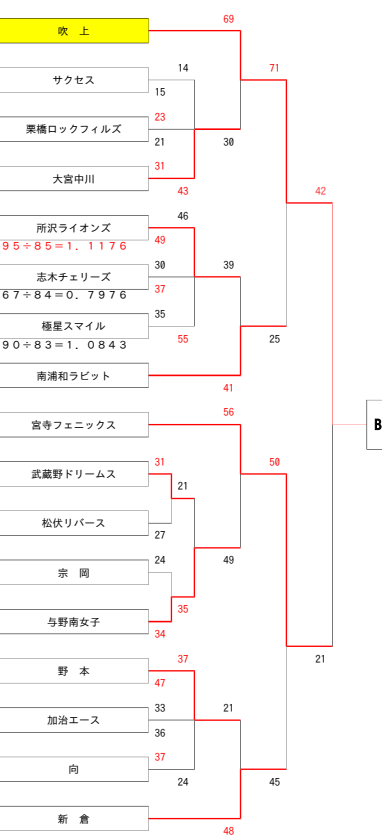 69
吹 上
14
71
サクセス
15
23
栗橋ロックフィルズ
21
30
31
大宮中川
43
42
46
所沢ライオンズ
49
95÷85=1.1176
30
39
志木チェリーズ
37
67÷84=0.7976
35
極星スマイル
55
25
90÷83=1.0843
南浦和ラビット
41
56
宮寺フェニックス
B
31
50
武蔵野ドリームス
21
松伏リバース
27
24
49
宗 岡
35
与野南女子
34
37
21
野 本
47
33
21
加治エース
36
37
向
24
45
新 倉
48